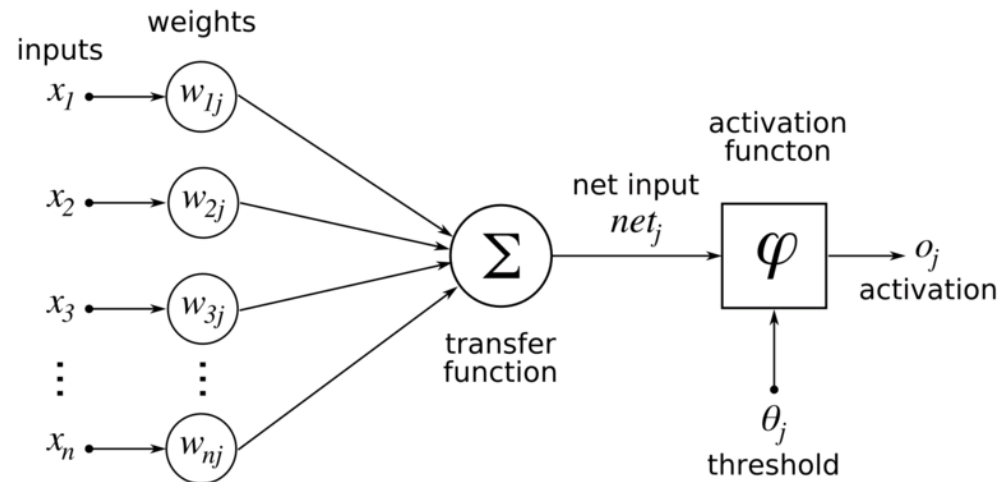 weights
inputs
x₁
w₁ⱼ
x₂
w₂ⱼ
x₃
w₃ⱼ
⋮ ⋮
xₙ
wₙⱼ
Σ
transfer
function
net input
netⱼ
activation
functon
φ
oⱼ
activation
θⱼ
threshold